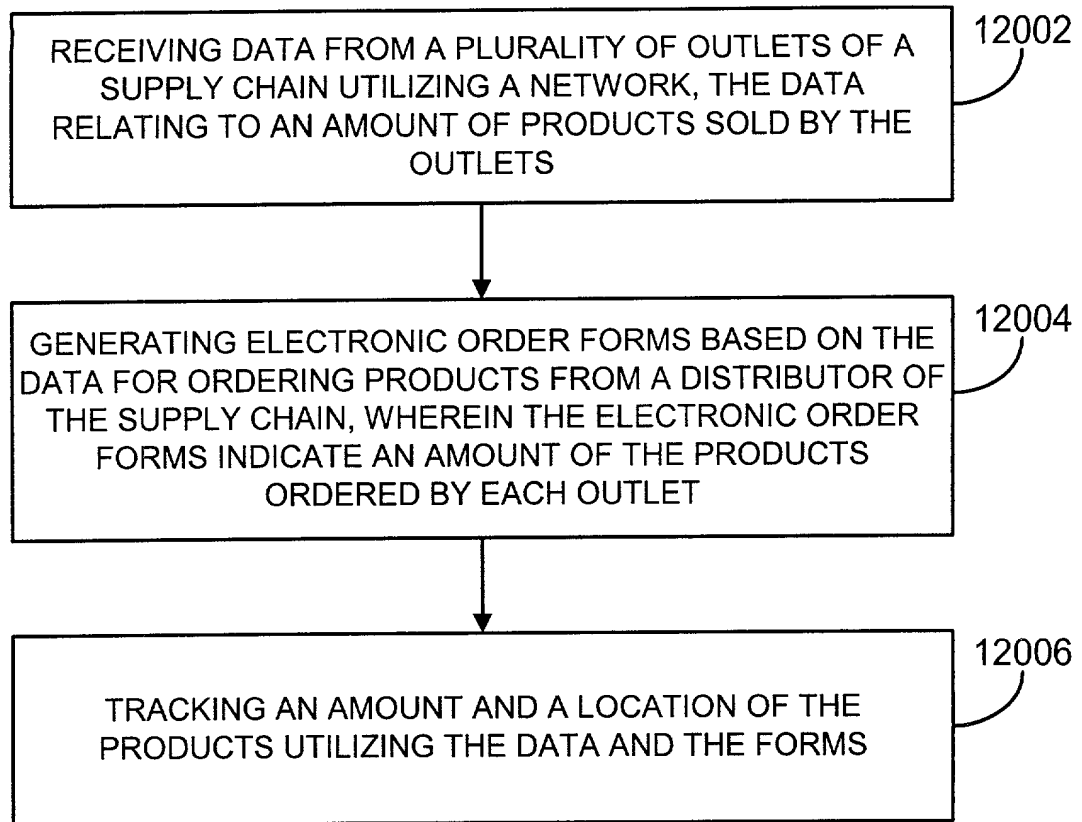 12002
RECEIVING DATA FROM A PLURALITY OF OUTLETS OF A
SUPPLY CHAIN UTILIZING A NETWORK, THE DATA
RELATING TO AN AMOUNT OF PRODUCTS SOLD BY THE
OUTLETS
12004
GENERATING ELECTRONIC ORDER FORMS BASED ON THE
DATA FOR ORDERING PRODUCTS FROM A DISTRIBUTOR OF
THE SUPPLY CHAIN, WHEREIN THE ELECTRONIC ORDER
FORMS INDICATE AN AMOUNT OF THE PRODUCTS
ORDERED BY EACH OUTLET
12006
TRACKING AN AMOUNT AND A LOCATION OF THE
PRODUCTS UTILIZING THE DATA AND THE FORMS